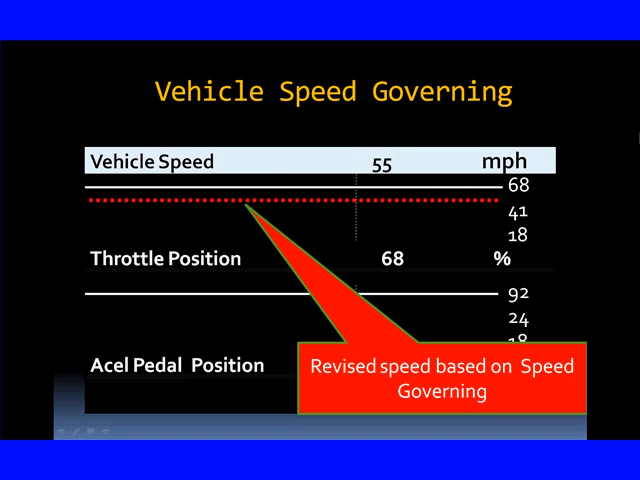 Vehicle Speed Governing
Vehicle Speed 55 mph
68
41
18
Throttle Position 68 %
92
24
18
Acel Pedal Position
Revised speed based on Speed
Governing